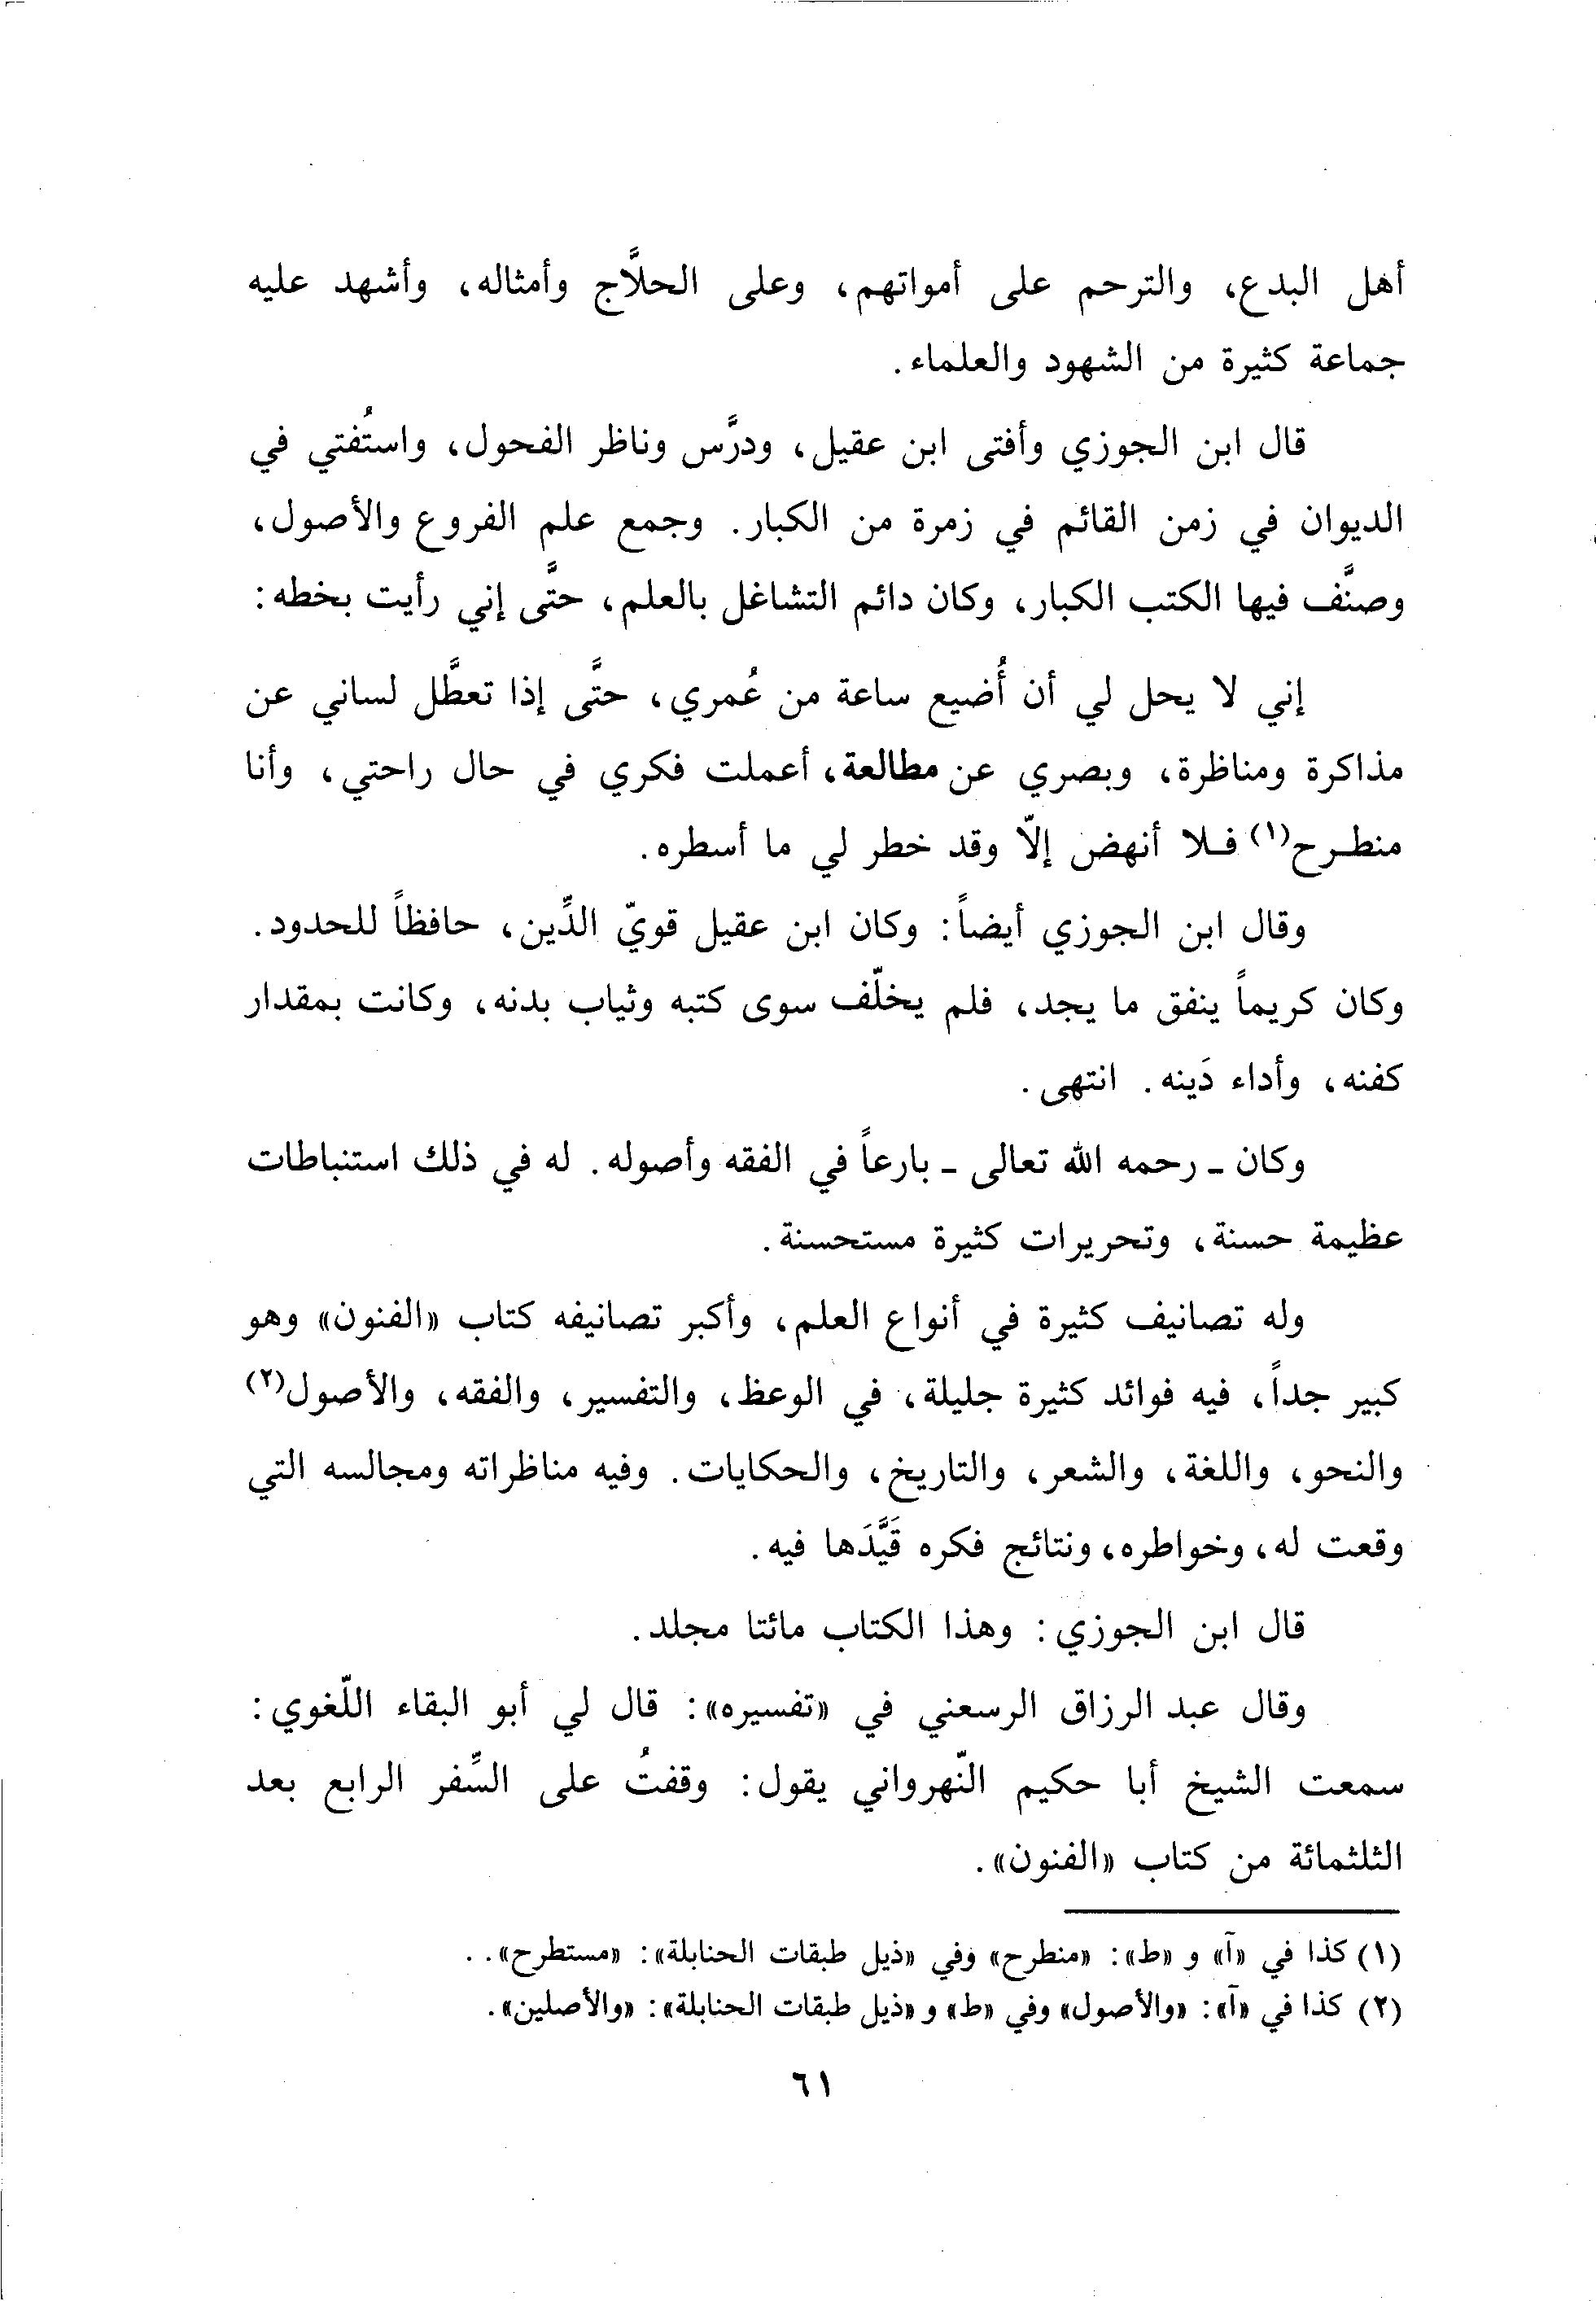 أهل البدع، والترحم على أمواتهم، وعلى الحلاَّج وأمثاله، وأشهد عليه
جماعة كثيرة من الشهود والعلماء.
قال ابن الجوزي وأفتى ابن عقيل، ودرَّس وناظر الفحول، واستُفتي في
الديوان في زمن القائم في زمرة من الكبار. وجمع علم الفروع والأصول،
وصنَّف فيها الكتب الكبار، وكان دائم التشاغل بالعلم، حتَّى إني رأيت بخطه:
إني لا يحل لي أن أُضيع ساعة من عُمري، حتَّى إذا تعطَّل لساني عن
مذاكرة ومناظرة، وبصري عن مطالعة، أعملت فكري في حال راحتي، وأنا
منطـرح(١) فـلا أنهض إلاّ وقد خطر لي ما أسطره.
وقال ابن الجوزي أيضاً: وكان ابن عقيل قويّ الدِّين، حافظاً للحدود.
وكان كريماً ينفق ما يجد، فلم يخلّف سوى كتبه وثياب بدنه، وكانت بمقدار
كفنه، وأداء دَينه. انتهى.
وكان ـ رحمه الله تعالى ـ بارعاً في الفقه وأصوله. له في ذلك استنباطات
عظيمة حسنة، وتحريرات كثيرة مستحسنة.
وله تصانيف كثيرة في أنواع العلم، وأكبر تصانيفه كتاب «الفنون» وهو
كبير جداً، فيه فوائد كثيرة جليلة، في الوعظ، والتفسير، والفقه، والأصول(٢)
والنحو، واللغة، والشعر، والتاريخ، والحكايات. وفيه مناظراته ومجالسه التي
وقعت له، وخواطره، ونتائج فكره قَيَّدَها فيه.
قال ابن الجوزي: وهذا الكتاب مائتا مجلد.
وقال عبد الرزاق الرسعني في «تفسيره»: قال لي أبو البقاء اللّغوي:
سمعت الشيخ أبا حكيم النّهرواني يقول: وقفتُ على السِّفر الرابع بعد
الثلثمائة من كتاب «الفنون».
(١) كذا في «آ» و «ط»: «منطرح» وفي «ذيل طبقات الحنابلة»: «مستطرح»..
(٢) كذا في «آ»: «والأصول» وفي «ط» و «ذيل طبقات الحنابلة»: «والأصلين».
٦١